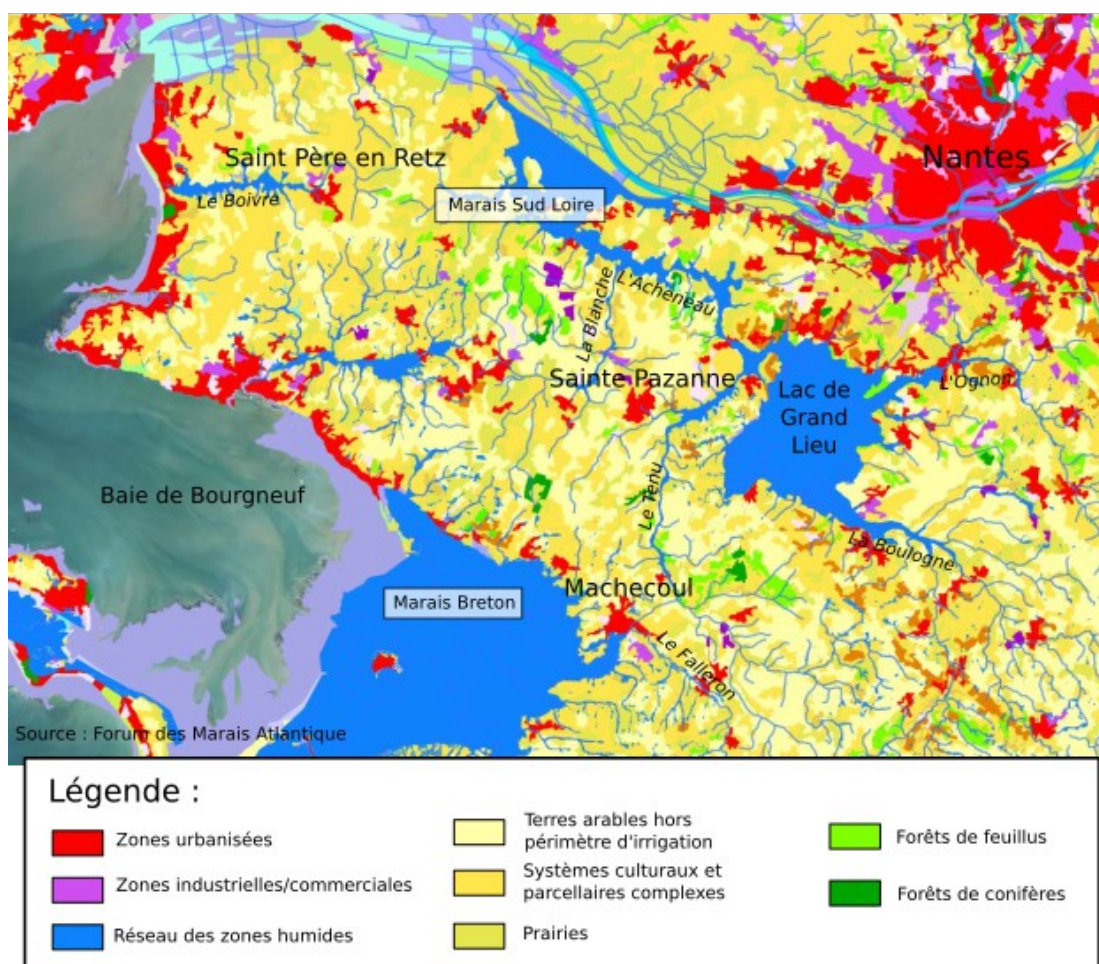 Nantes
Saint Père en Retz
Le Boivre
Marais Sud Loire
L'Acheneau
La Blanche
Sainte Pazanne
Lac de
Grand
Lieu
L'Ognon
Baie de Bourgneuf
Le Tenu
La Boulogne
Machecoul
Marais Breton
Le Falleron
Source : Forum des Marais Atlantique
Légende :
Zones urbanisées
Zones industrielles/commerciales
Réseau des zones humides
Terres arables hors
périmètre d'irrigation
Systèmes culturaux et
parcellaires complexes
Prairies
Forêts de feuillus
Forêts de conifères